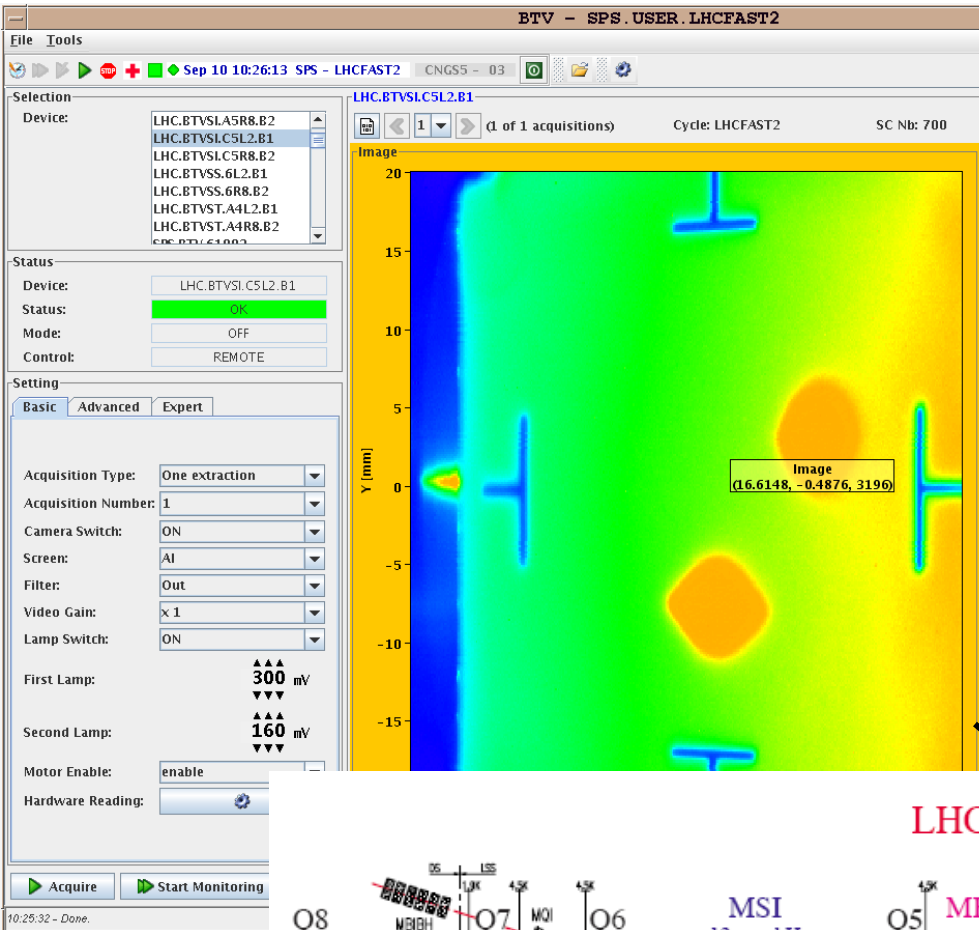 BTV - SPS.USER.LHCFAST2
File Tools
STOP Sep 10 10:26:13 SPS - LHCFAST2 CNGS5 - 03
Selection
Device:
LHC.BTVSI.A5R8.B2
LHC.BTVSI.C5L2.B1
LHC.BTVSI.C5R8.B2
LHC.BTVSS.6L2.B1
LHC.BTVSS.6R8.B2
LHC.BTVST.A4L2.B1
LHC.BTVST.A4R8.B2
Status
Device: LHC.BTVSI.C5L2.B1
Status: OK
Mode: OFF
Control: REMOTE
Setting
Basic Advanced Expert
Acquisition Type: One extraction
Acquisition Number: 1
Camera Switch: ON
Screen: Al
Filter: Out
Video Gain: x 1
Lamp Switch: ON
First Lamp: 300 mV
Second Lamp: 160 mV
Motor Enable: enable
Hardware Reading:
Acquire Start Monitoring
10:25:32 - Done.
LHC.BTVSI.C5L2.B1
1 (1 of 1 acquisitions) Cycle: LHCFAST2 SC Nb: 700
Image
20
15
10
5
0
-5
-10
-15
Y [mm]
Image
(16.6148, -0.4876, 3196)
LHC
DS LSS
1,9K 4,5K 4,5K 4,5K
Q8 MBIBH Q7 MQI Q6 MSI Q5